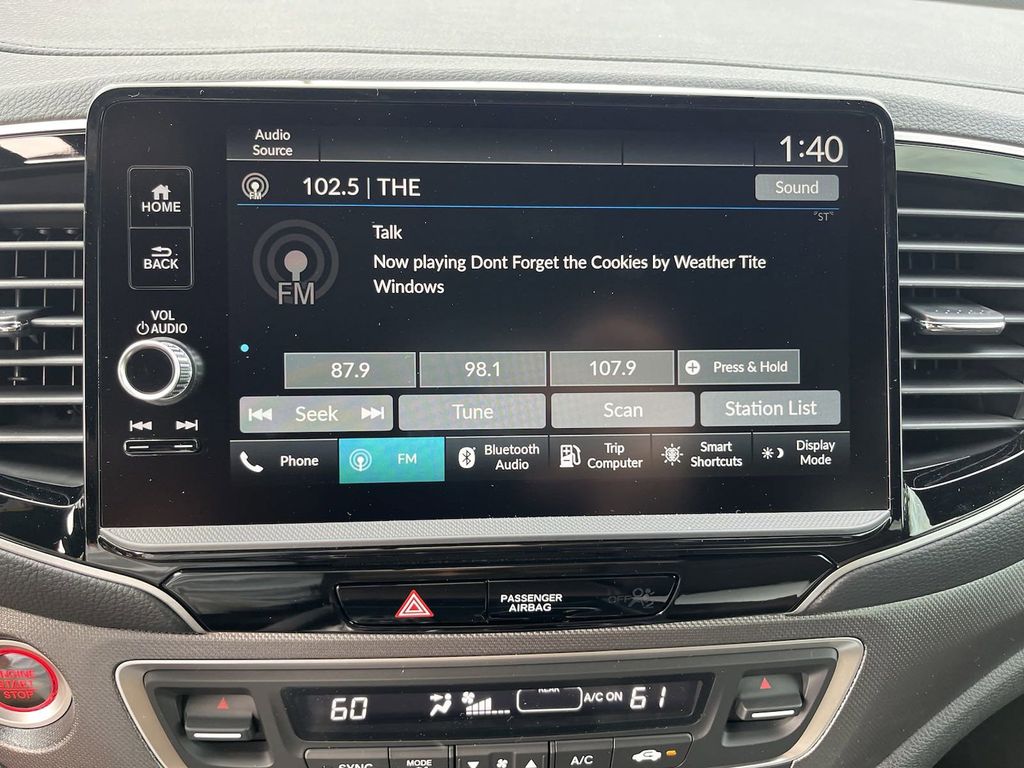 Audio
Source
1:40
FM
102.5 | THE
Sound
"ST"
HOME
BACK
Talk
Now playing Dont Forget the Cookies by Weather Tite
Windows
FM
VOL
AUDIO
87.9
98.1
107.9
Press & Hold
Seek
Tune
Scan
Station List
Phone
FM
Bluetooth
Audio
Trip
Computer
Smart
Shortcuts
Display
Mode
PASSENGER
AIRBAG
OFF
ENGINE
START
STOP
60
REAR
A/C ON
61
SYNC
MODE
A/C